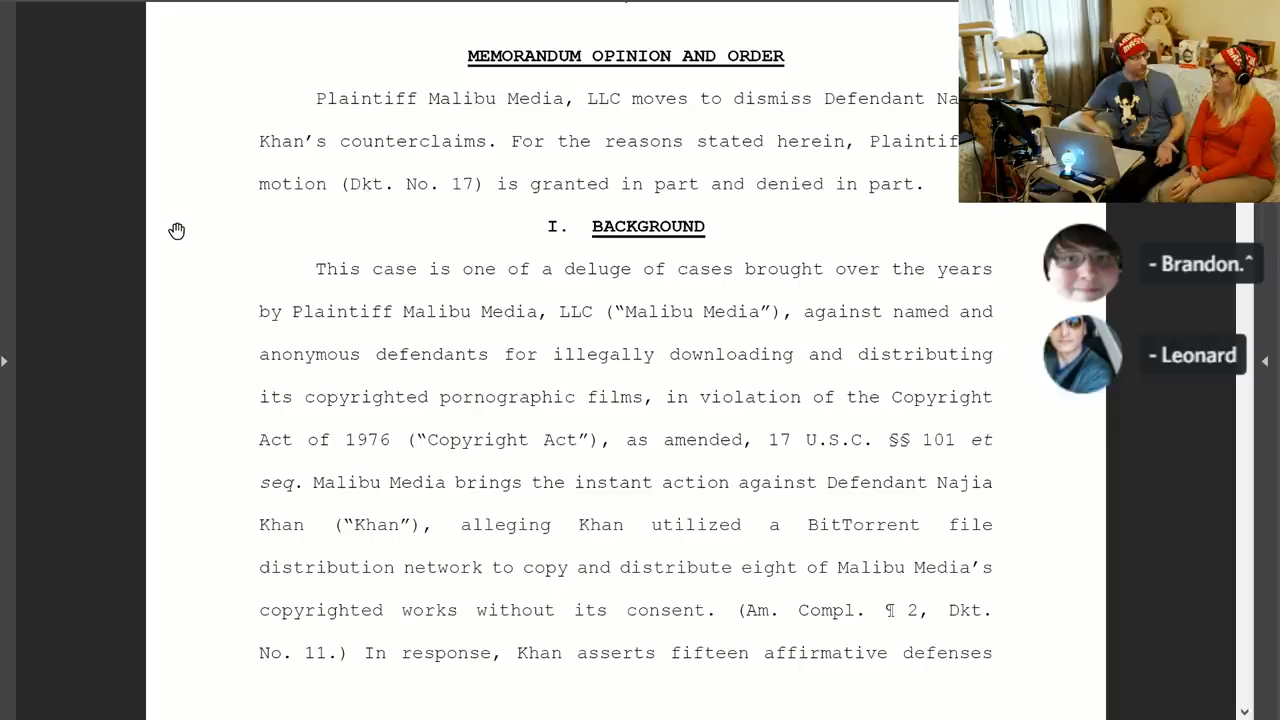 MEMORANDUM OPINION AND ORDER
Plaintiff Malibu Media, LLC moves to dismiss Defendant Na
Khan’s counterclaims. For the reasons stated herein, Plaintif
motion (Dkt. No. 17) is granted in part and denied in part.
I. BACKGROUND
This case is one of a deluge of cases brought over the years
by Plaintiff Malibu Media, LLC (“Malibu Media”), against named and
anonymous defendants for illegally downloading and distributing
its copyrighted pornographic films, in violation of the Copyright
Act of 1976 (“Copyright Act”), as amended, 17 U.S.C. §§ 101 et
seq. Malibu Media brings the instant action against Defendant Najia
Khan (“Khan”), alleging Khan utilized a BitTorrent file
distribution network to copy and distribute eight of Malibu Media’s
copyrighted works without its consent. (Am. Compl. ¶ 2, Dkt.
No. 11.) In response, Khan asserts fifteen affirmative defenses
- Brandon.^
- Leonard